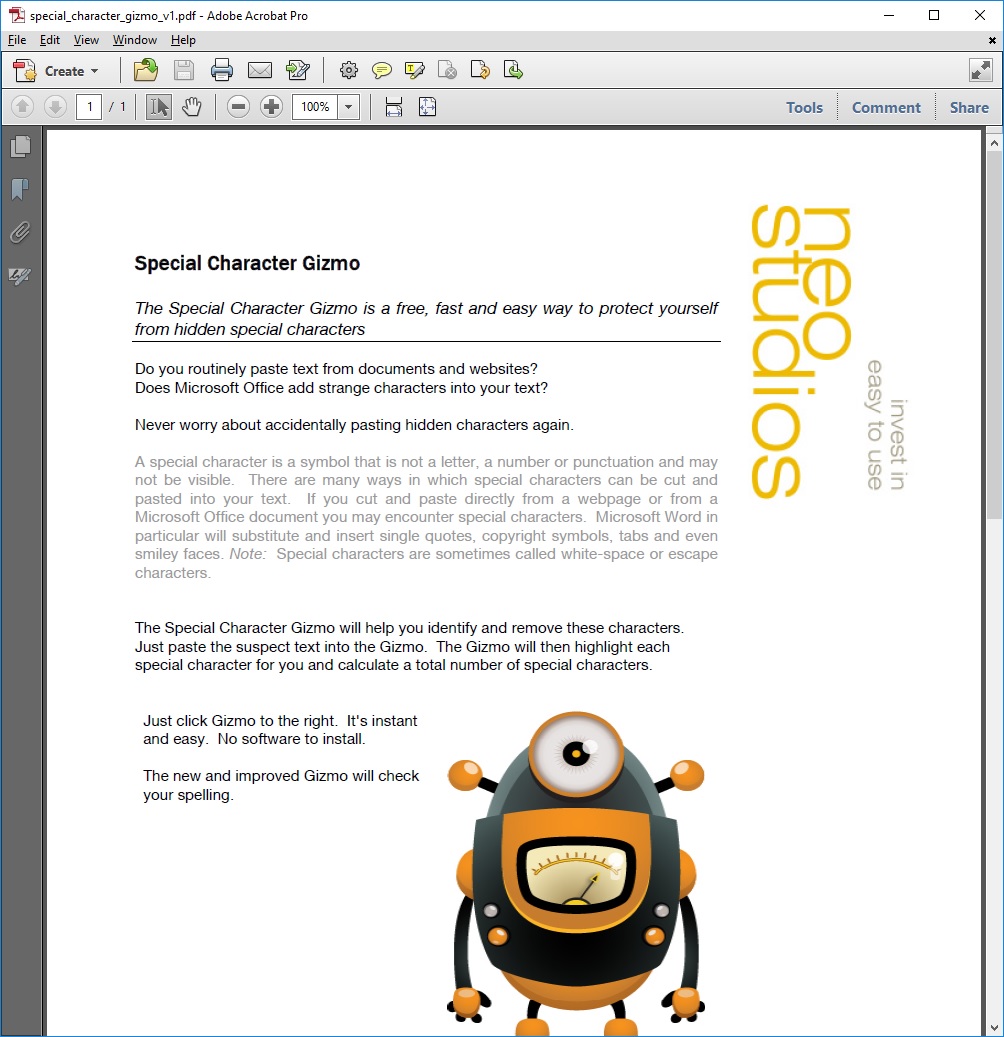 special_character_gizmo_v1.pdf - Adobe Acrobat Pro
File Edit View Window Help
Create
1 / 1 100% Tools Comment Share
neo
studios
invest in
easy to use
Special Character Gizmo
The Special Character Gizmo is a free, fast and easy way to protect yourself
from hidden special characters
Do you routinely paste text from documents and websites?
Does Microsoft Office add strange characters into your text?
Never worry about accidentally pasting hidden characters again.
A special character is a symbol that is not a letter, a number or punctuation and may
not be visible.  There are many ways in which special characters can be cut and
pasted into your text.  If you cut and paste directly from a webpage or from a
Microsoft Office document you may encounter special characters.  Microsoft Word in
particular will substitute and insert single quotes, copyright symbols, tabs and even
smiley faces. Note:  Special characters are sometimes called white-space or escape
characters.
The Special Character Gizmo will help you identify and remove these characters.
Just paste the suspect text into the Gizmo.  The Gizmo will then highlight each
special character for you and calculate a total number of special characters.
Just click Gizmo to the right.  It's instant
and easy.  No software to install.
The new and improved Gizmo will check
your spelling.